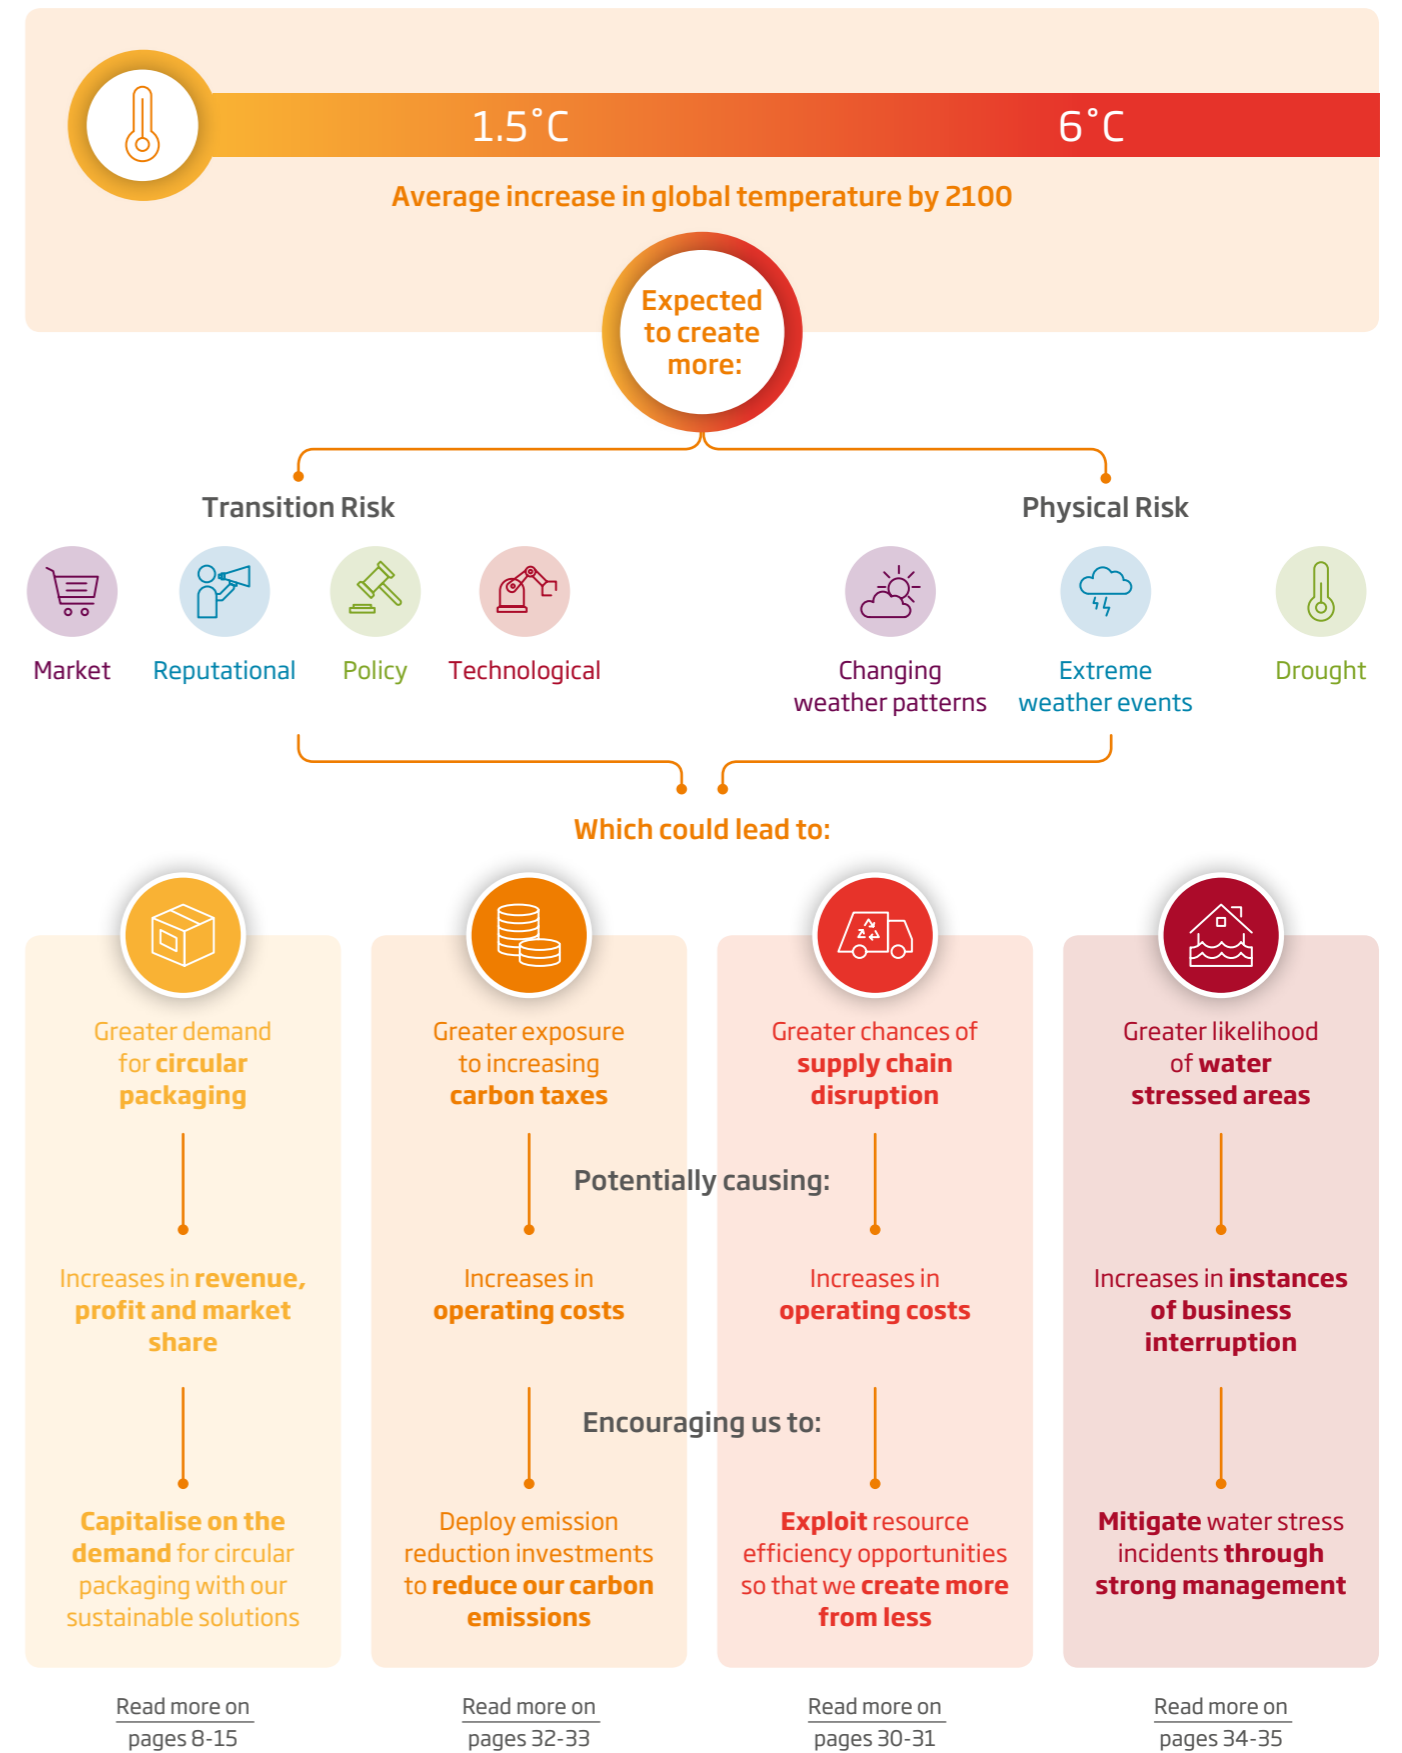 1.5°C
6°C
Average increase in global temperature by 2100
Expected
to create
more:
Transition Risk
Physical Risk
Market
Reputational
Policy
Technological
Changing
weather patterns
Extreme
weather events
Drought
Which could lead to:
Greater demand
for circular
packaging
Greater exposure
to increasing
carbon taxes
Greater chances of
supply chain
disruption
Greater likelihood
of water
stressed areas
Potentially causing:
Increases in revenue,
profit and market
share
Increases in
operating costs
Increases in
operating costs
Increases in instances
of business
interruption
Encouraging us to:
Capitalise on the
demand for circular
packaging with our
sustainable solutions
Deploy emission
reduction investments
to reduce our carbon
emissions
Exploit resource
efficiency opportunities
so that we create more
from less
Mitigate water stress
incidents through
strong management
Read more on
pages 8-15
Read more on
pages 32-33
Read more on
pages 30-31
Read more on
pages 34-35